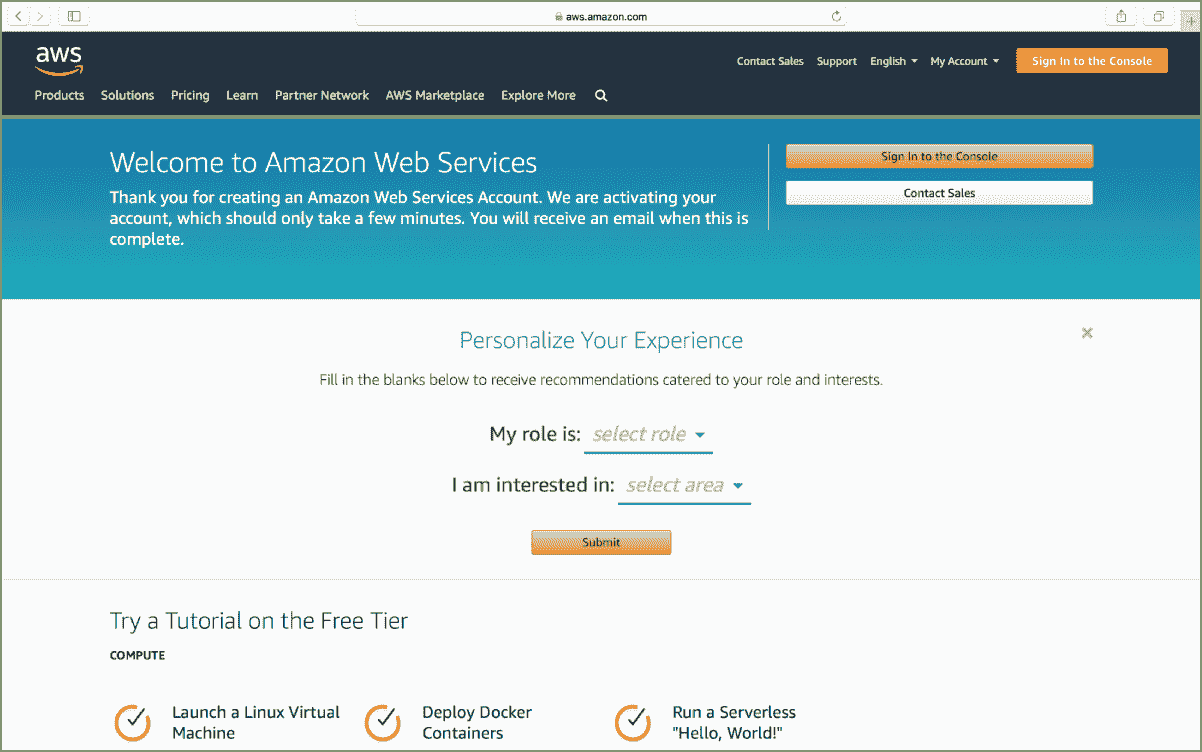 aws.amazon.com
aws
Contact Sales Support English My Account Sign In to the Console
Products Solutions Pricing Learn Partner Network AWS Marketplace Explore More
Welcome to Amazon Web Services
Thank you for creating an Amazon Web Services Account. We are activating your
account, which should only take a few minutes. You will receive an email when this is
complete.
Sign In to the Console
Contact Sales
Personalize Your Experience
Fill in the blanks below to receive recommendations catered to your role and interests.
My role is: select role
I am interested in: select area
Submit
Try a Tutorial on the Free Tier
COMPUTE
Launch a Linux Virtual
Machine
Deploy Docker
Containers
Run a Serverless
"Hello, World!"